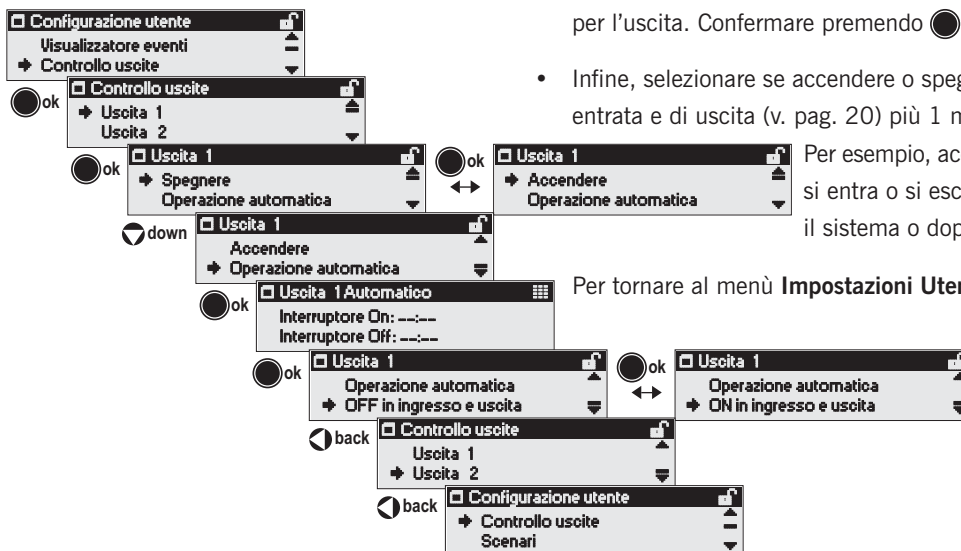 Configurazione utente
Visualizzatore eventi
Controllo uscite
ok
Controllo uscite
Uscita 1
Uscita 2
ok
Uscita 1
Spegnere
Operazione automatica
ok
Uscita 1
Accendere
Operazione automatica
down
Uscita 1
Accendere
Operazione automatica
ok
Uscita 1 Automatico
Interruttore On: --:--
Interruttore Off: --:--
ok
Uscita 1
Operazione automatica
OFF in ingresso e uscita
ok
Uscita 1
Operazione automatica
ON in ingresso e uscita
back
Controllo uscite
Uscita 1
Uscita 2
back
Configurazione utente
Controllo uscite
Scenari
per l'uscita. Confermare premendo
• Infine, selezionare se accendere o
entrata e di uscita (v. pag. 20) più 1
Per esempio,
si entra o si
il sistema o
Per tornare al menù Impostazioni